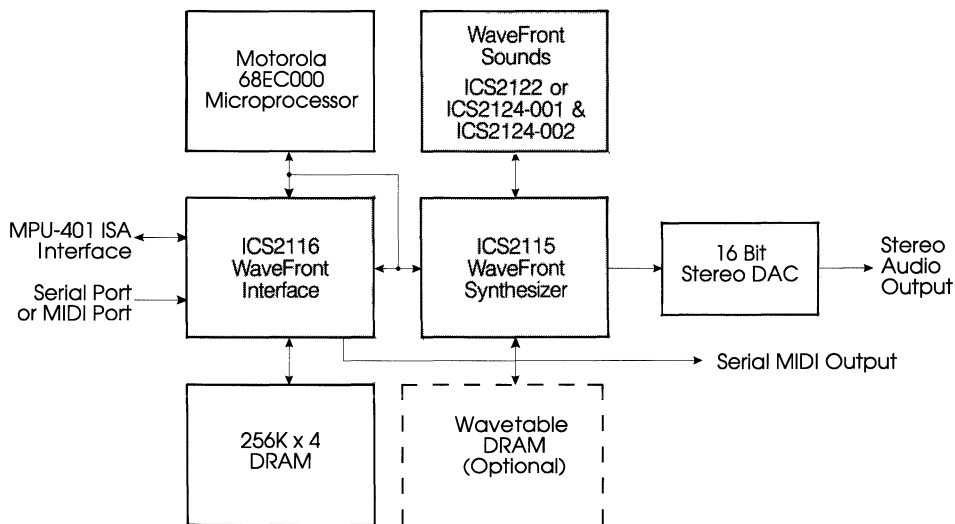 Motorola
68EC000
Microprocessor
WaveFront
Sounds
ICS2122 or
ICS2124-001 &
ICS2124-002
MPU-401 ISA
Interface
Serial Port
or MIDI Port
ICS2116
WaveFront
Interface
ICS2115
WaveFront
Synthesizer
16 Bit
Stereo DAC
Stereo
Audio
Output
Serial MIDI Output
256K x 4
DRAM
Wavetable
DRAM
(Optional)